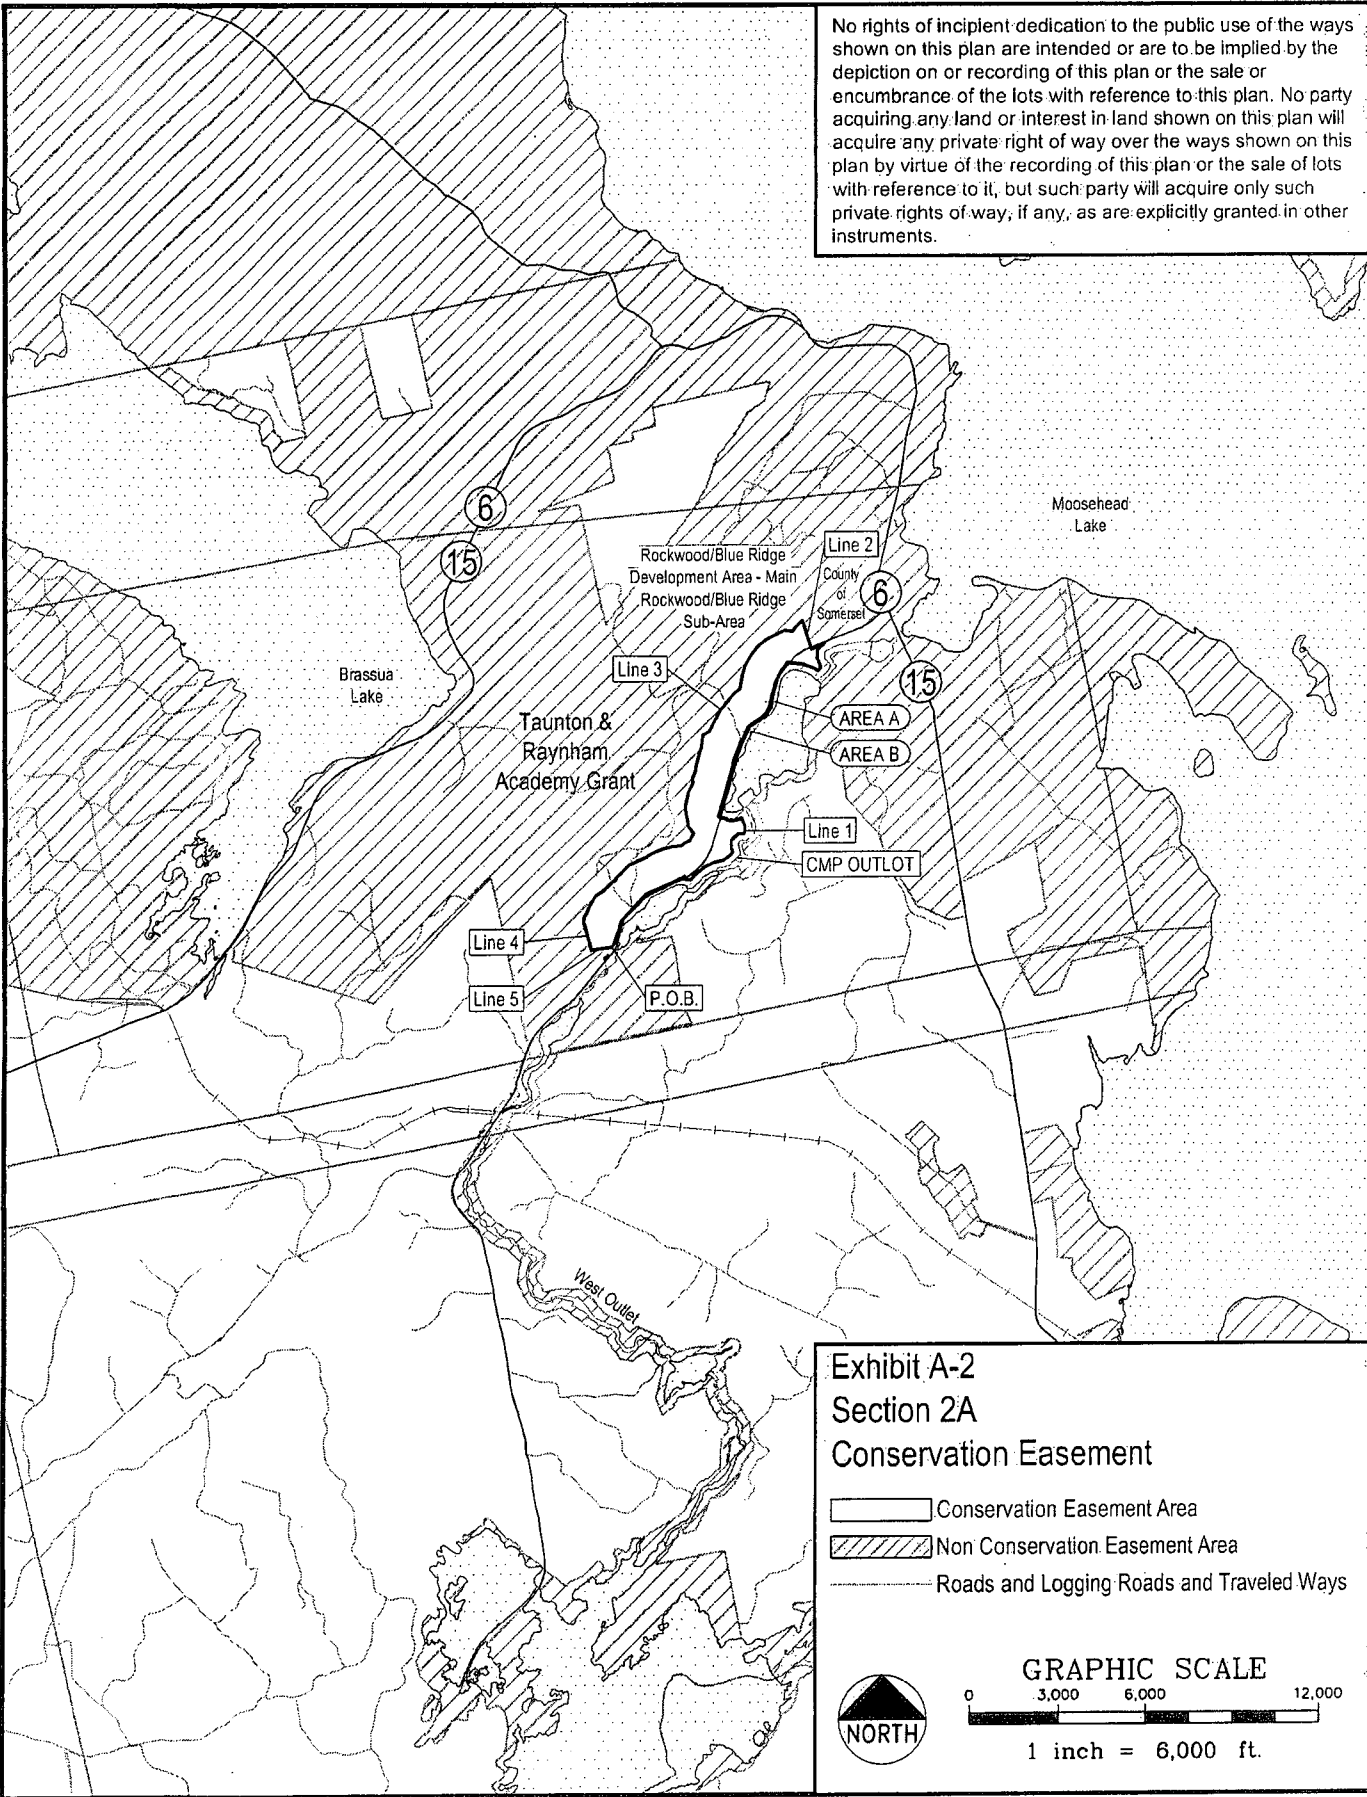 No rights of incipient dedication to the public use of the ways
shown on this plan are intended or are to be implied by the
depiction on or recording of this plan or the sale or
encumbrance of the lots with reference to this plan. No party
acquiring any land or interest in land shown on this plan will
acquire any private right of way over the ways shown on this
plan by virtue of the recording of this plan or the sale of lots
with reference to it, but such party will acquire only such
private rights of way, if any, as are explicitly granted in other
instruments.
6
15
Moosehead
Lake
Rockwood/Blue Ridge
Development Area - Main
Rockwood/Blue Ridge
Sub-Area
Line 2
County
of
Somerset
6
15
Line 3
Brassua
Lake
Taunton &
Raynham
Academy Grant
AREA A
AREA B
Line 1
CMP OUTLOT
Line 4
Line 5
P.O.B.
West Outlet
Exhibit A-2
Section 2A
Conservation Easement
Conservation Easement Area
Non Conservation Easement Area
Roads and Logging Roads and Traveled Ways
NORTH
GRAPHIC SCALE
0 3,000 6,000 12,000
1 inch = 6,000 ft.